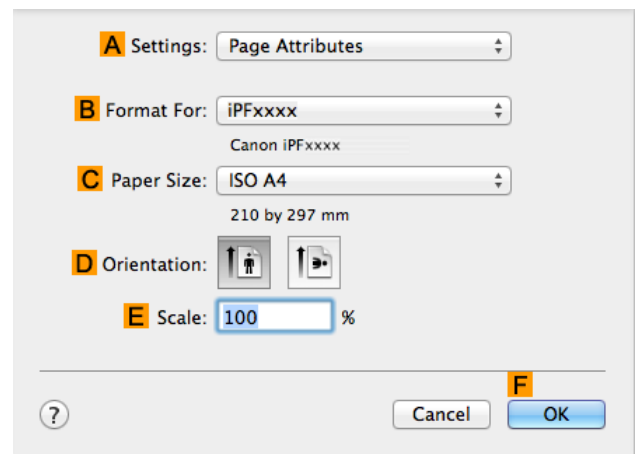 A Settings: Page Attributes
B Format For: iPFxxxx
Canon iPFxxxx
C Paper Size: ISO A4
210 by 297 mm
D Orientation:
E Scale: 100 %
F
? Cancel OK